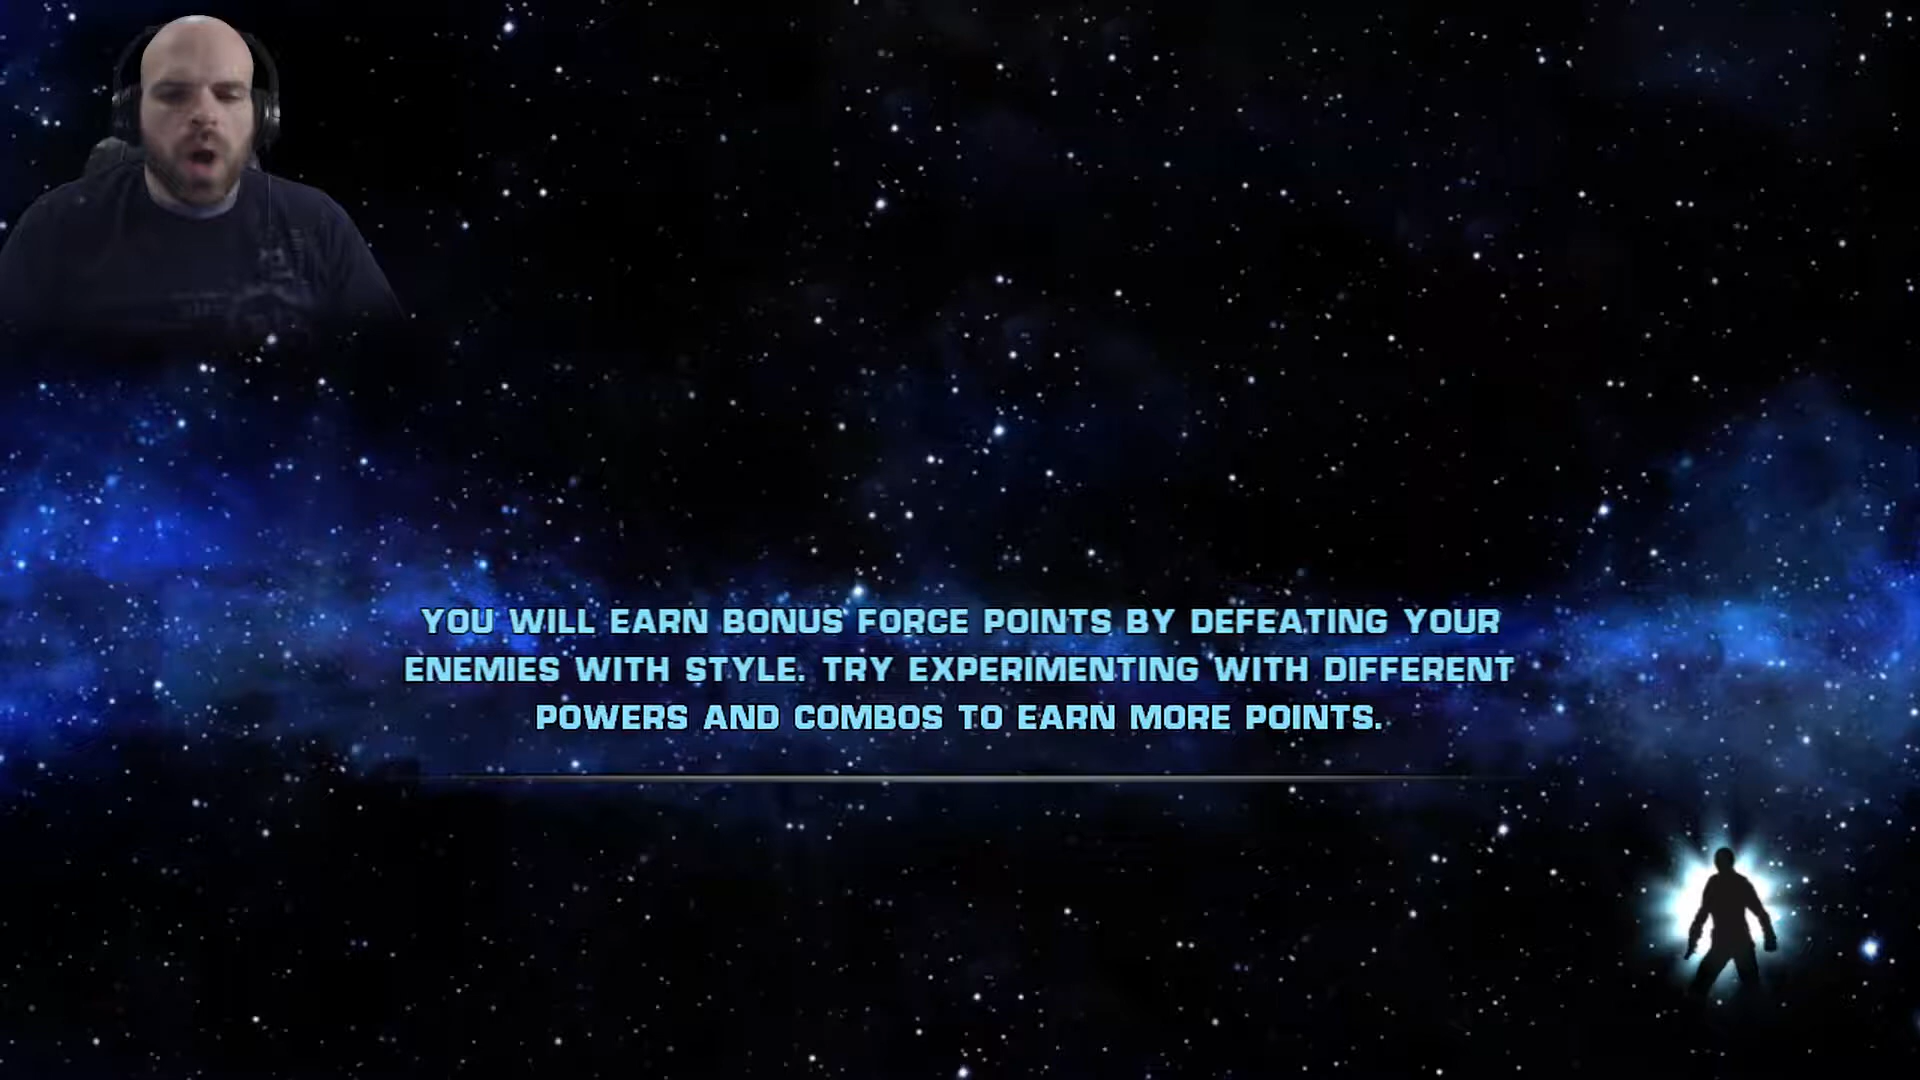 YOU WILL EARN BONUS FORCE POINTS BY DEFEATING YOUR
ENEMIES WITH STYLE. TRY EXPERIMENTING WITH DIFFERENT
POWERS AND COMBOS TO EARN MORE POINTS.